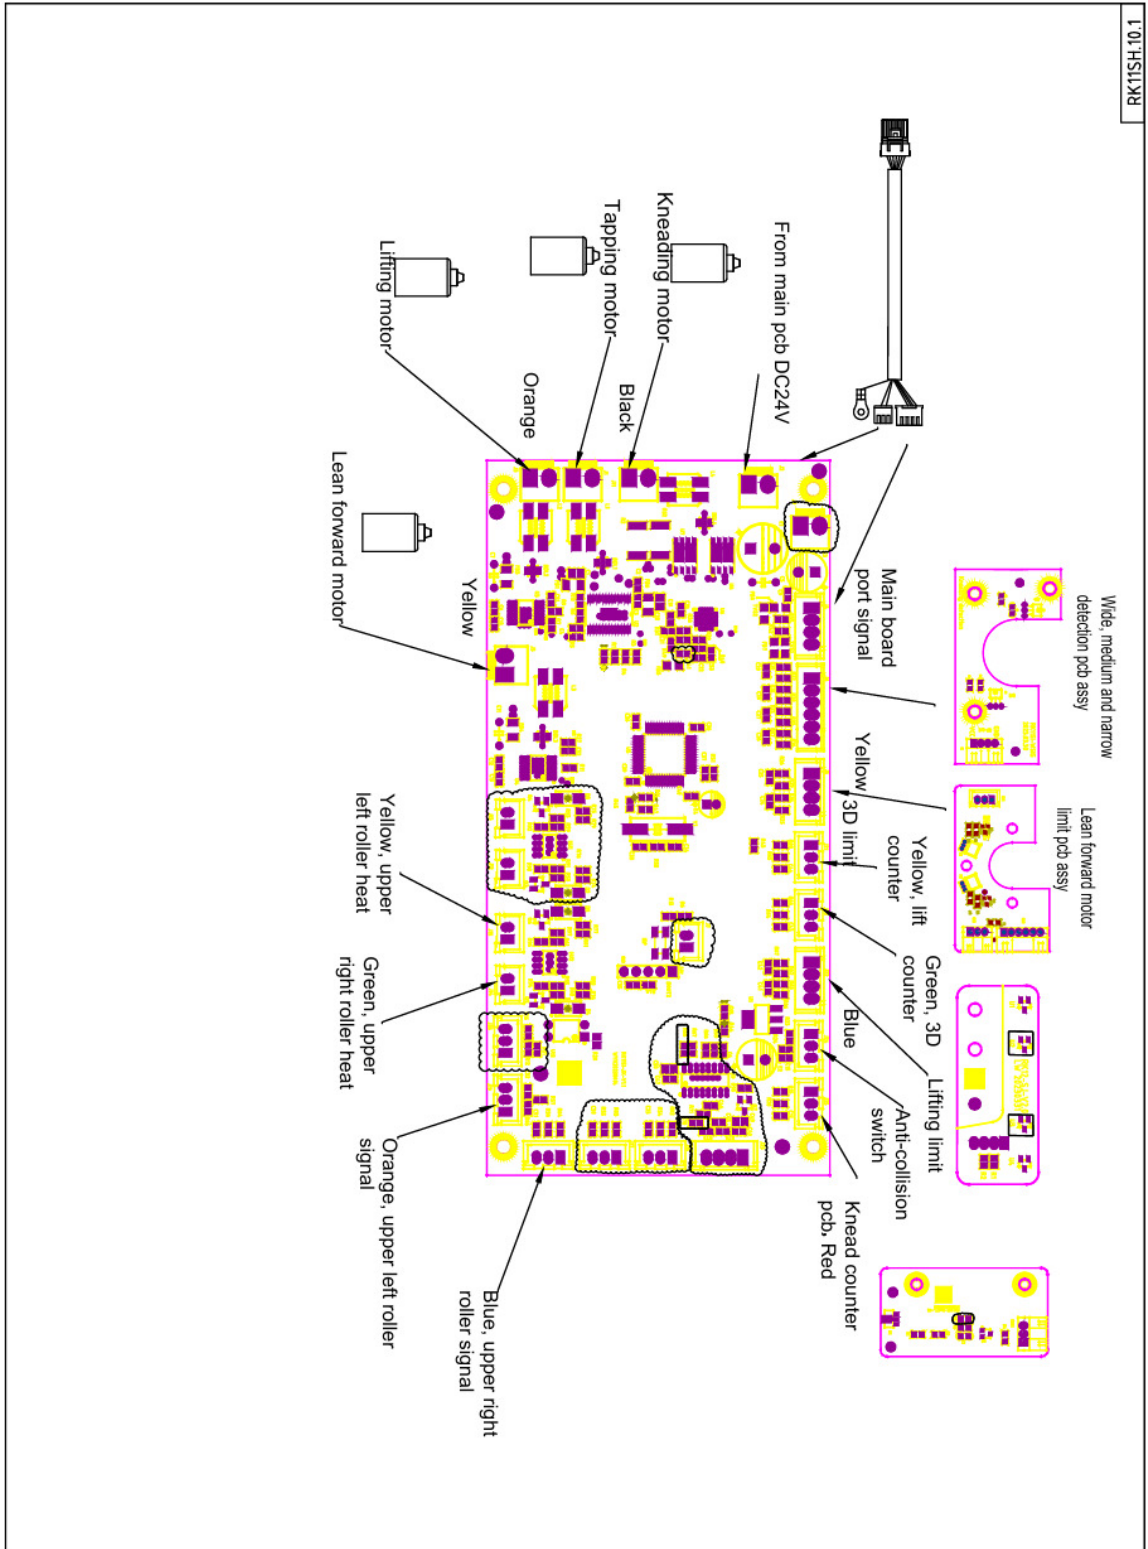 RK11SH.10.1
Wide, medium and narrow
detection pcb assy
Lean forward motor
limit pcb assy
From main pcb DC24V
Kneading motor
Black
Tapping motor
Orange
Lifting motor
Lean forward motor
Yellow
Main board
port signal
Yellow
3D limit
Yellow, lift
counter
Green, 3D
counter
Lifting limit
Blue
Anti-collision
switch
Knead counter
pcb, Red
Yellow, upper
left roller heat
Green, upper
right roller heat
Orange, upper left roller
signal
Blue, upper right
roller signal